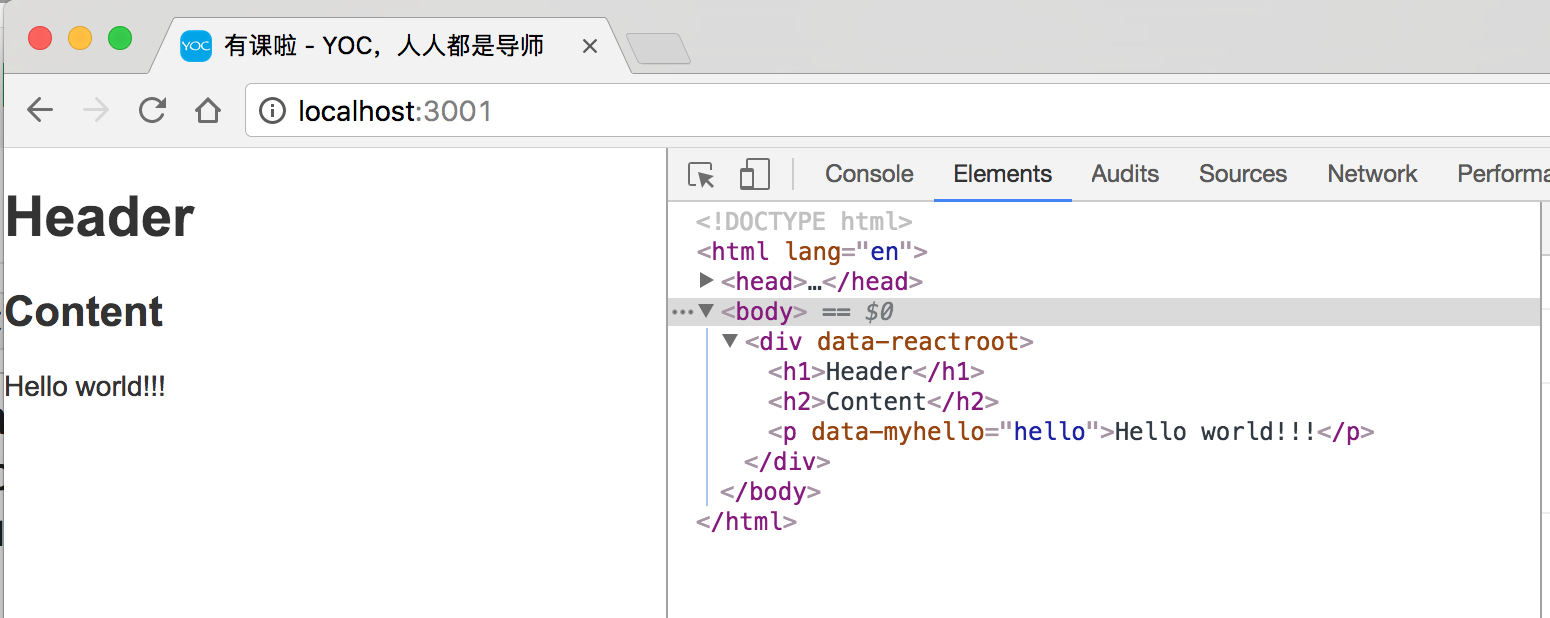 YOC 有课啦 - YOC，人人都是导师
localhost:3001
Header
Content
Hello world!!!
Console Elements Audits Sources Network Performa
<!DOCTYPE html>
<html lang="en">
<head>…</head>
<body> == $0
<div data-reactroot>
<h1>Header</h1>
<h2>Content</h2>
<p data-myhello="hello">Hello world!!!</p>
</div>
</body>
</html>